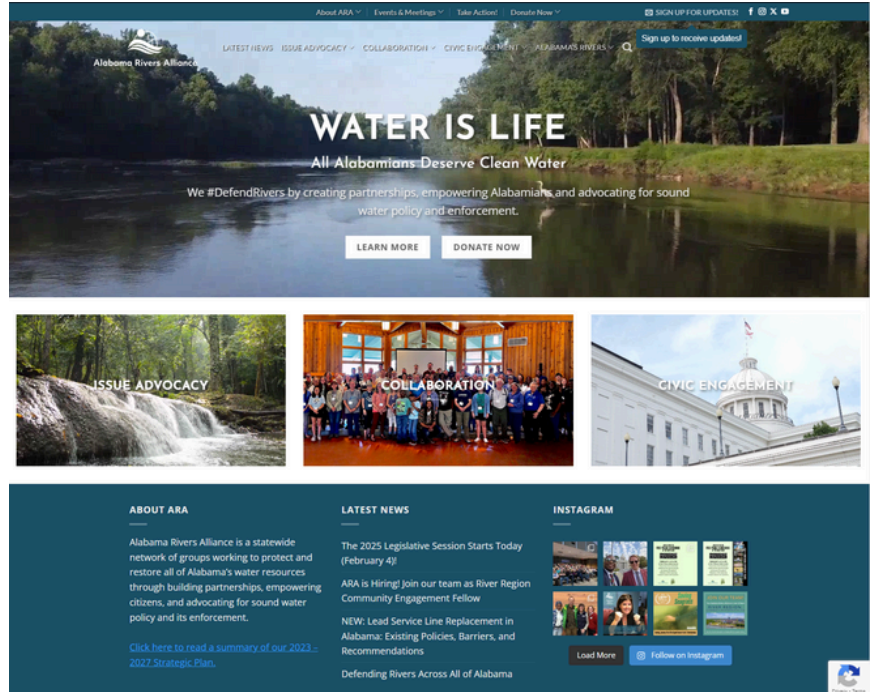 About ARA Events & Meetings Take Action! Donate Now SIGN UP FOR UPDATES!
Sign up to receive updates!
Alabama Rivers Alliance
LATEST NEWS ISSUE ADVOCACY COLLABORATION CIVIC ENGAGEMENT ALABAMA'S RIVERS
WATER IS LIFE
All Alabamians Deserve Clean Water
We #DefendRivers by creating partnerships, empowering Alabamians and advocating for sound
water policy and enforcement.
LEARN MORE DONATE NOW
ISSUE ADVOCACY COLLABORATION CIVIC ENGAGEMENT
ABOUT ARA
Alabama Rivers Alliance is a statewide
network of groups working to protect and
restore all of Alabama's water resources
through building partnerships, empowering
citizens, and advocating for sound water
policy and its enforcement.
Click here to read a summary of our 2023 –
2027 Strategic Plan.
LATEST NEWS
The 2025 Legislative Session Starts Today
(February 4)!
ARA is Hiring! Join our team as River Region
Community Engagement Fellow
NEW: Lead Service Line Replacement in
Alabama: Existing Policies, Barriers, and
Recommendations
Defending Rivers Across All of Alabama
INSTAGRAM
Load More Follow on Instagram